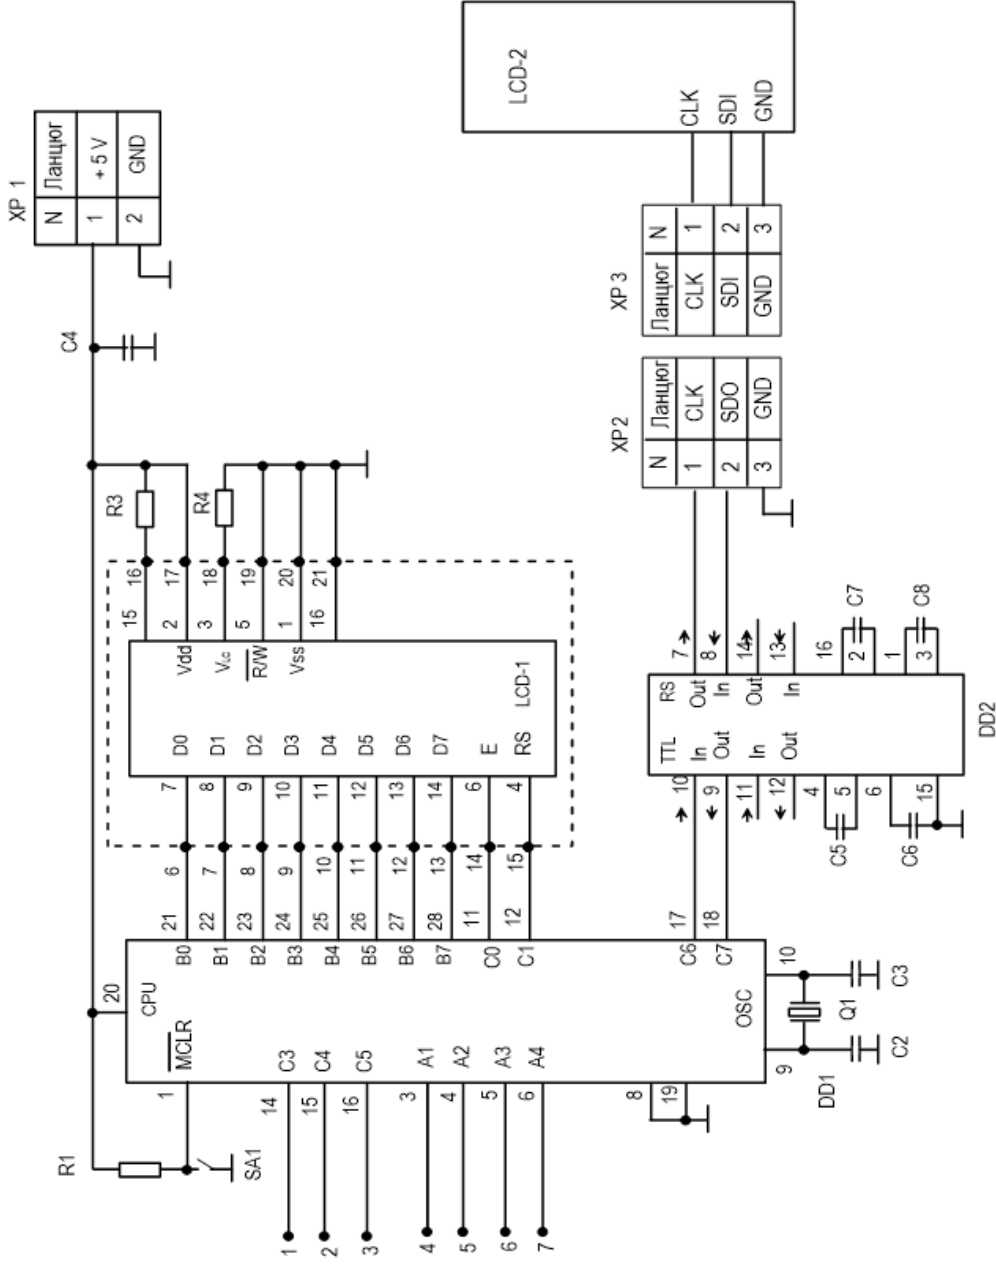 XP 1
N Ланцюг
1 + 5 V
2 GND
C4
R1
SA1
R3
R4
20
CPU
MCLR
1
14 C3
15 C4
16 C5
3 A1
4 A2
5 A3
6 A4
1
2
3
4
5
6
7
8
19
B0 21 6 7 D0
B1 22 7 8 D1
B2 23 8 9 D2
B3 24 9 10 D3
B4 25 10 11 D4
B5 26 11 12 D5
B6 27 12 13 D6
B7 28 13 14 D7
C0 11 14 6 E
C1 12 15 4 RS
LCD-1
15 16
Vdd 2 17
VLC 3 18
R/W 5 19
Vss 1 20
16 21
C6 17
C7 18
OSC
10
9
Q1
C2
C3
DD1
TTL RS
10 In Out 7
9 Out In 8
11 In Out 14
12 Out In 13
4
5
6
15
C5
C6
16
2
1
3
C7
C8
DD2
XP2
N Ланцюг
1 CLK
2 SDO
3 GND
XP 3
Ланцюг N
CLK 1
SDI 2
GND 3
LCD-2
CLK
SDI
GND